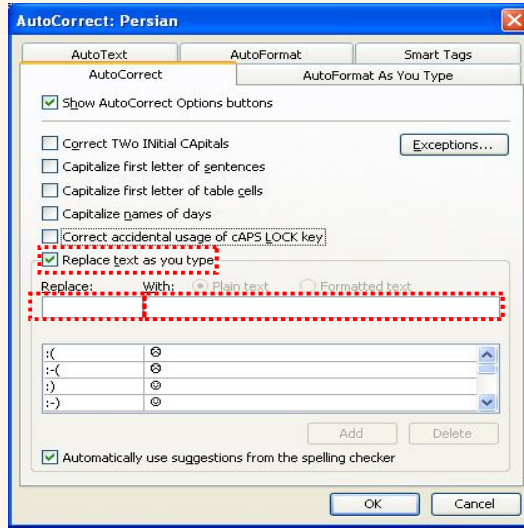 AutoCorrect: Persian
AutoText AutoFormat Smart Tags
AutoCorrect AutoFormat As You Type
Show AutoCorrect Options buttons
Correct TWo INitial CApitals Exceptions...
Capitalize first letter of sentences
Capitalize first letter of table cells
Capitalize names of days
Correct accidental usage of cAPS LOCK key
Replace text as you type
Replace: With: Plain text Formatted text
:( ☹
:-( ☹
:) ☺
:-) ☺
Add Delete
Automatically use suggestions from the spelling checker
OK Cancel